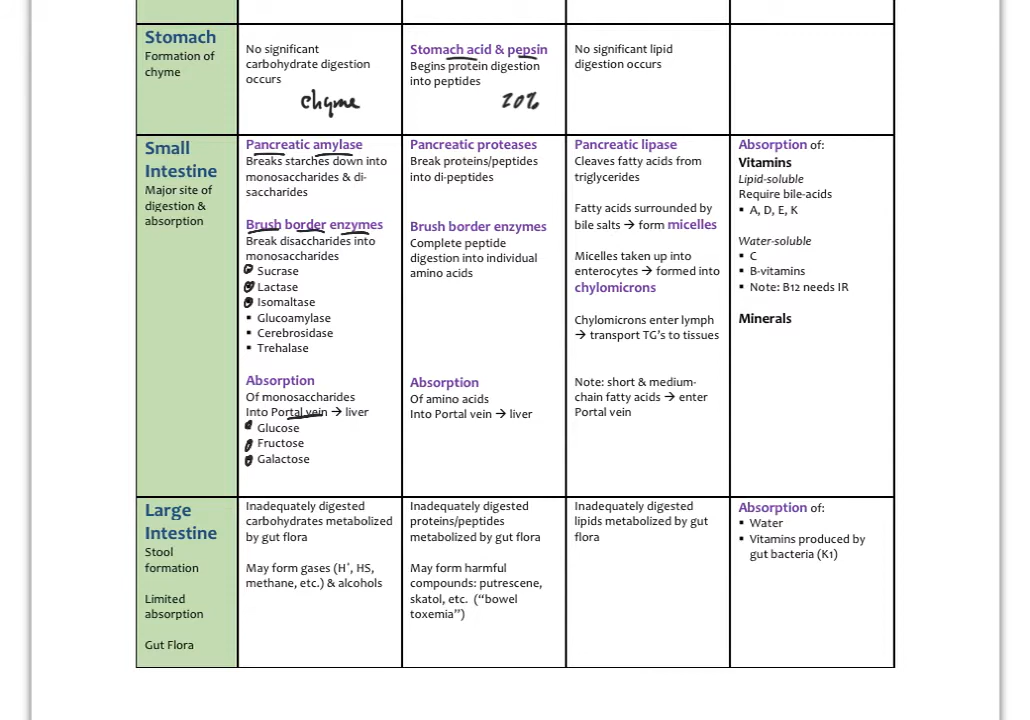 Stomach
Formation of
chyme
No significant
carbohydrate digestion
occurs
chyme
Stomach acid & pepsin
Begins protein digestion
into peptides
20%
No significant lipid
digestion occurs
Small
Intestine
Major site of
digestion &
absorption
Pancreatic amylase
Breaks starches down into
monosaccharides & di-
saccharides
Brush border enzymes
Break disaccharides into
monosaccharides
Sucrase
Lactase
Isomaltase
▪ Glucoamylase
▪ Cerebrosidase
▪ Trehalase
Absorption
Of monosaccharides
Into Portal vein → liver
Glucose
Fructose
Galactose
Pancreatic proteases
Break proteins/peptides
into di-peptides
Brush border enzymes
Complete peptide
digestion into individual
amino acids
Absorption
Of amino acids
Into Portal vein → liver
Pancreatic lipase
Cleaves fatty acids from
triglycerides
Fatty acids surrounded by
bile salts → form micelles
Micelles taken up into
enterocytes → formed into
chylomicrons
Chylomicrons enter lymph
→ transport TG's to tissues
Note: short & medium-
chain fatty acids → enter
Portal vein
Absorption of:
Vitamins
Lipid-soluble
Require bile-acids
▪ A, D, E, K
Water-soluble
▪ C
▪ B-vitamins
▪ Note: B12 needs IR
Minerals
Large
Intestine
Stool
formation
Limited
absorption
Gut Flora
Inadequately digested
carbohydrates metabolized
by gut flora
May form gases (H⁺, HS,
methane, etc.) & alcohols
Inadequately digested
proteins/peptides
metabolized by gut flora
May form harmful
compounds: putrescene,
skatol, etc. ("bowel
toxemia")
Inadequately digested
lipids metabolized by gut
flora
Absorption of:
▪ Water
▪ Vitamins produced by
gut bacteria (K1)